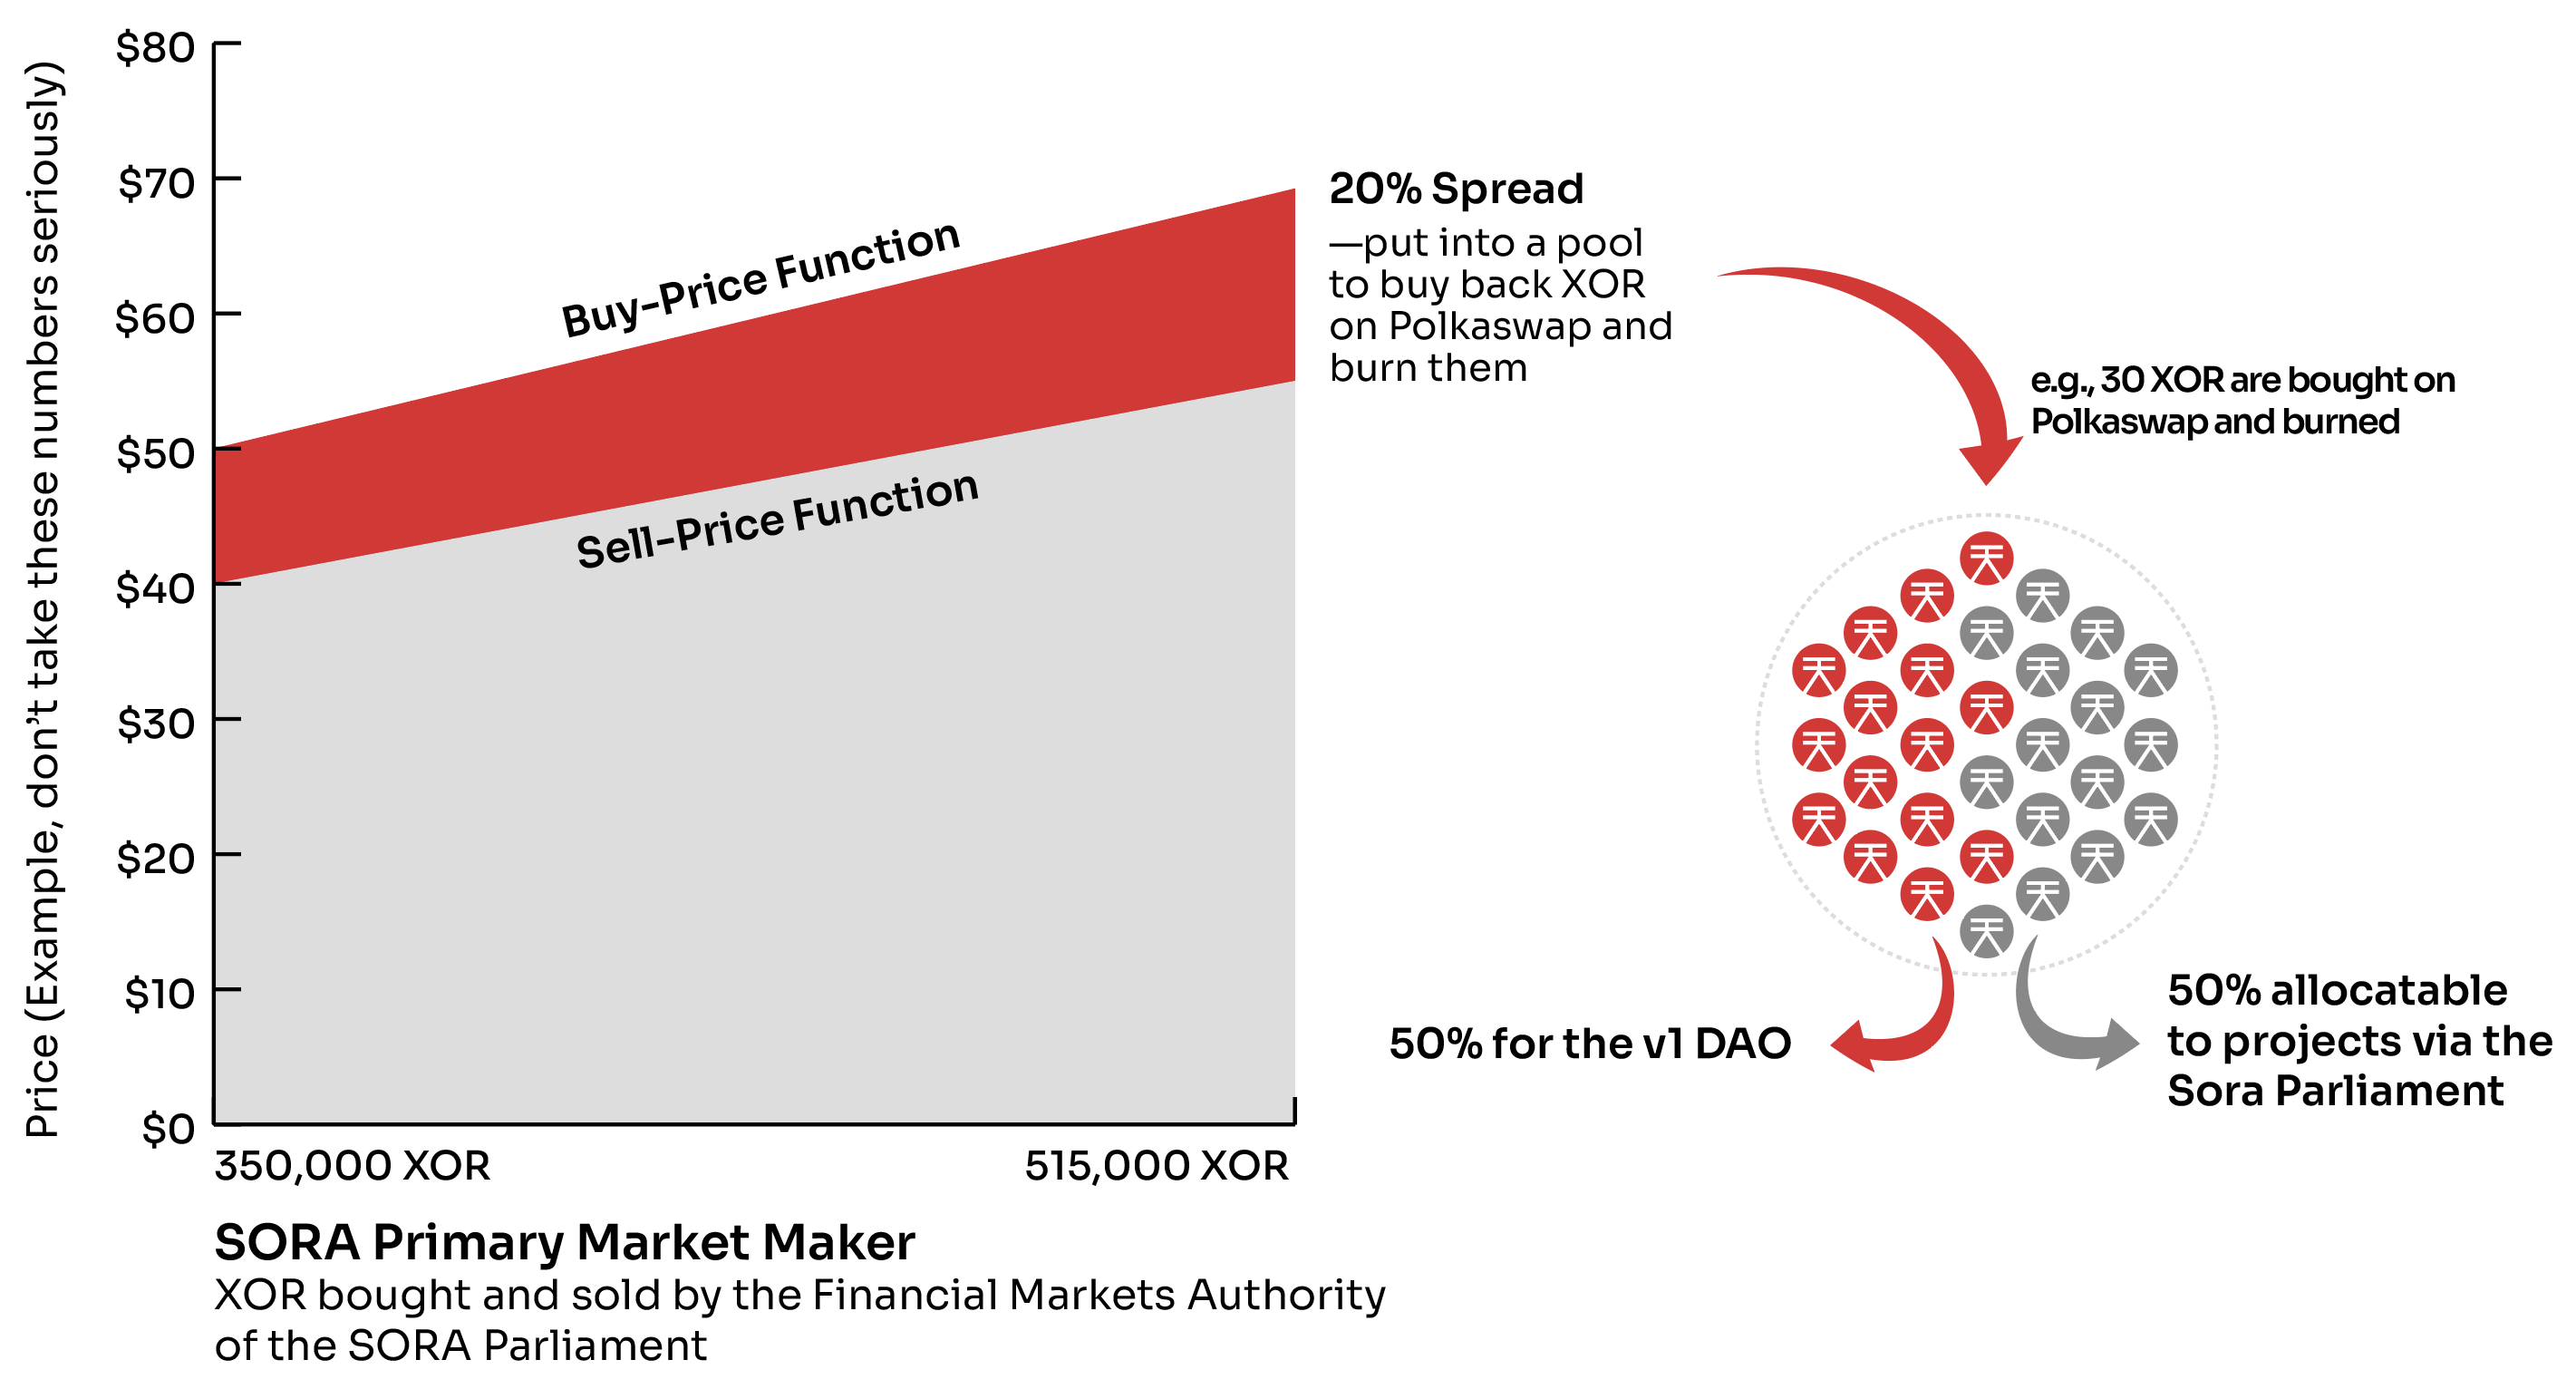 Price (Example, don't take these numbers seriously)
$80
$70
$60
$50
$40
$30
$20
$10
$0
Buy-Price Function
Sell-Price Function
350,000 XOR
515,000 XOR
SORA Primary Market Maker
XOR bought and sold by the Financial Markets Authority
of the SORA Parliament
20% Spread
—put into a pool
to buy back XOR
on Polkaswap and
burn them
e.g., 30 XOR are bought on
Polkaswap and burned
50% for the v1 DAO
50% allocatable
to projects via the
Sora Parliament